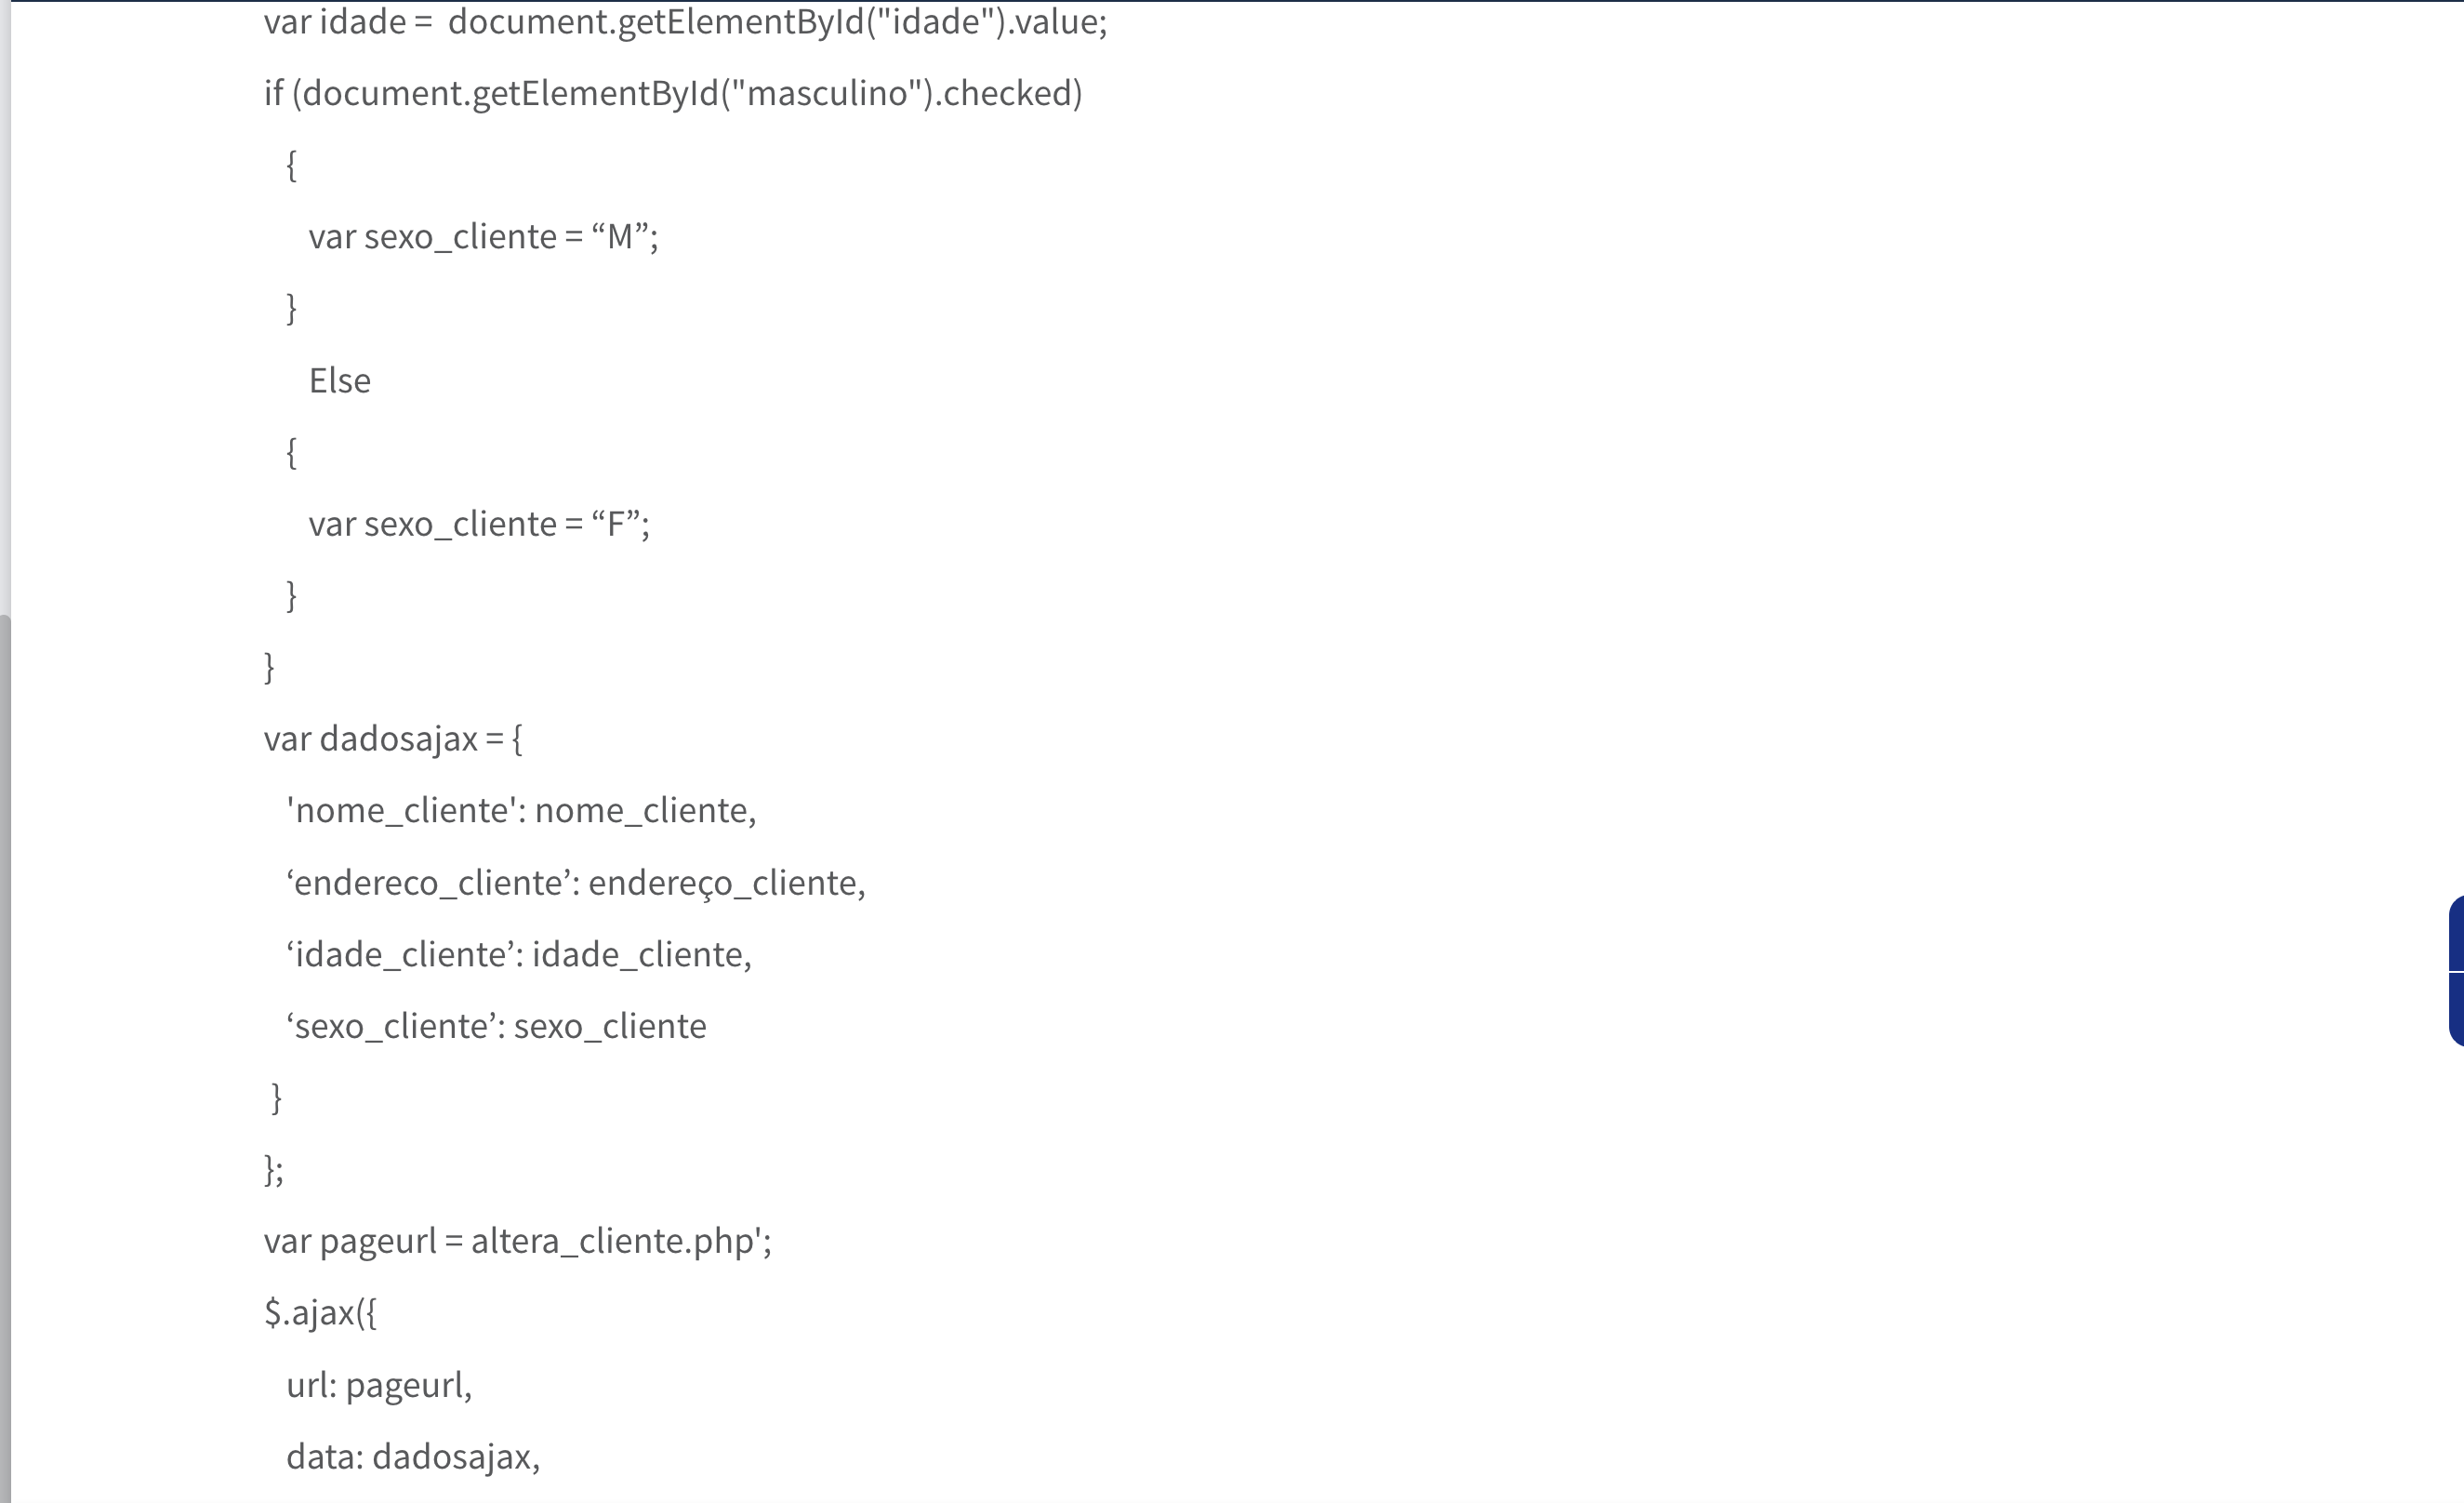 var idade =  document.getElementById("idade").value;
if (document.getElementById("masculino").checked)
{
var sexo_cliente = “M”;
}
Else
{
var sexo_cliente = “F”;
}
}
var dadosajax = {
'nome_cliente': nome_cliente,
‘endereco_cliente’: endereço_cliente,
‘idade_cliente’: idade_cliente,
‘sexo_cliente’: sexo_cliente
}
};
var pageurl = altera_cliente.php';
$.ajax({
url: pageurl,
data: dadosajax,